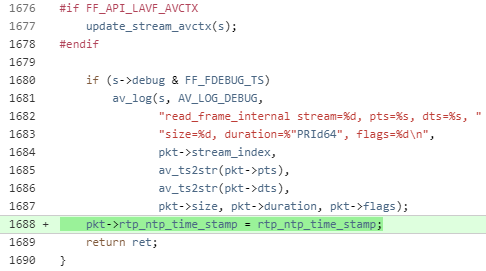 1676 #if FF_API_LAVF_AVCTX
1677 update_stream_avctx(s);
1678 #endif
1679
1680 if (s->debug & FF_FDEBUG_TS)
1681 av_log(s, AV_LOG_DEBUG,
1682 "read_frame_internal stream=%d, pts=%s, dts=%s, "
1683 "size=%d, duration=%"PRId64", flags=%d\n",
1684 pkt->stream_index,
1685 av_ts2str(pkt->pts),
1686 av_ts2str(pkt->dts),
1687 pkt->size, pkt->duration, pkt->flags);
1688 + pkt->rtp_ntp_time_stamp = rtp_ntp_time_stamp;
1689 return ret;
1690 }